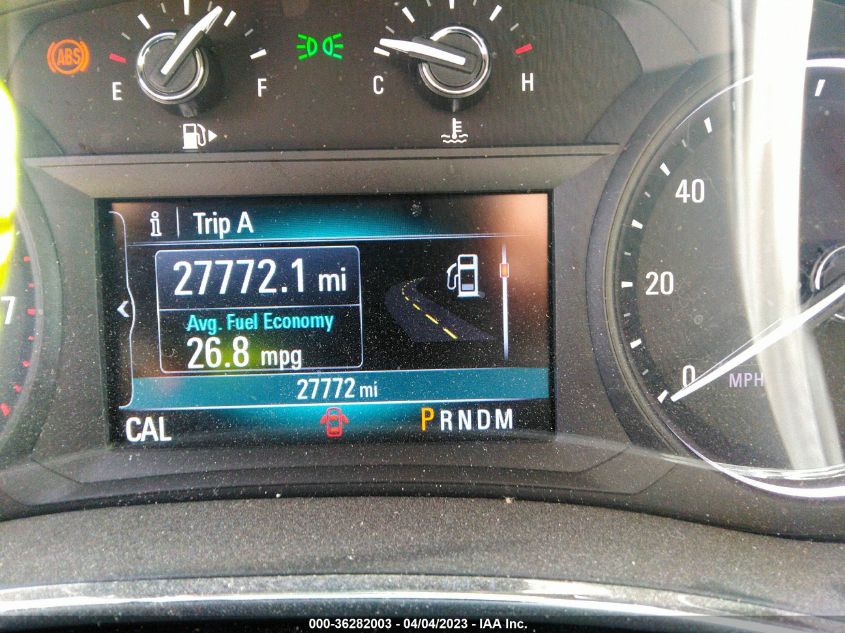 ABS
E
F
C
H
Trip A
27772.1 mi
Avg. Fuel Economy
26.8 mpg
27772 mi
CAL
PRNDM
7
40
20
0
MPH
000-36282003 - 04/04/2023 - IAA Inc.